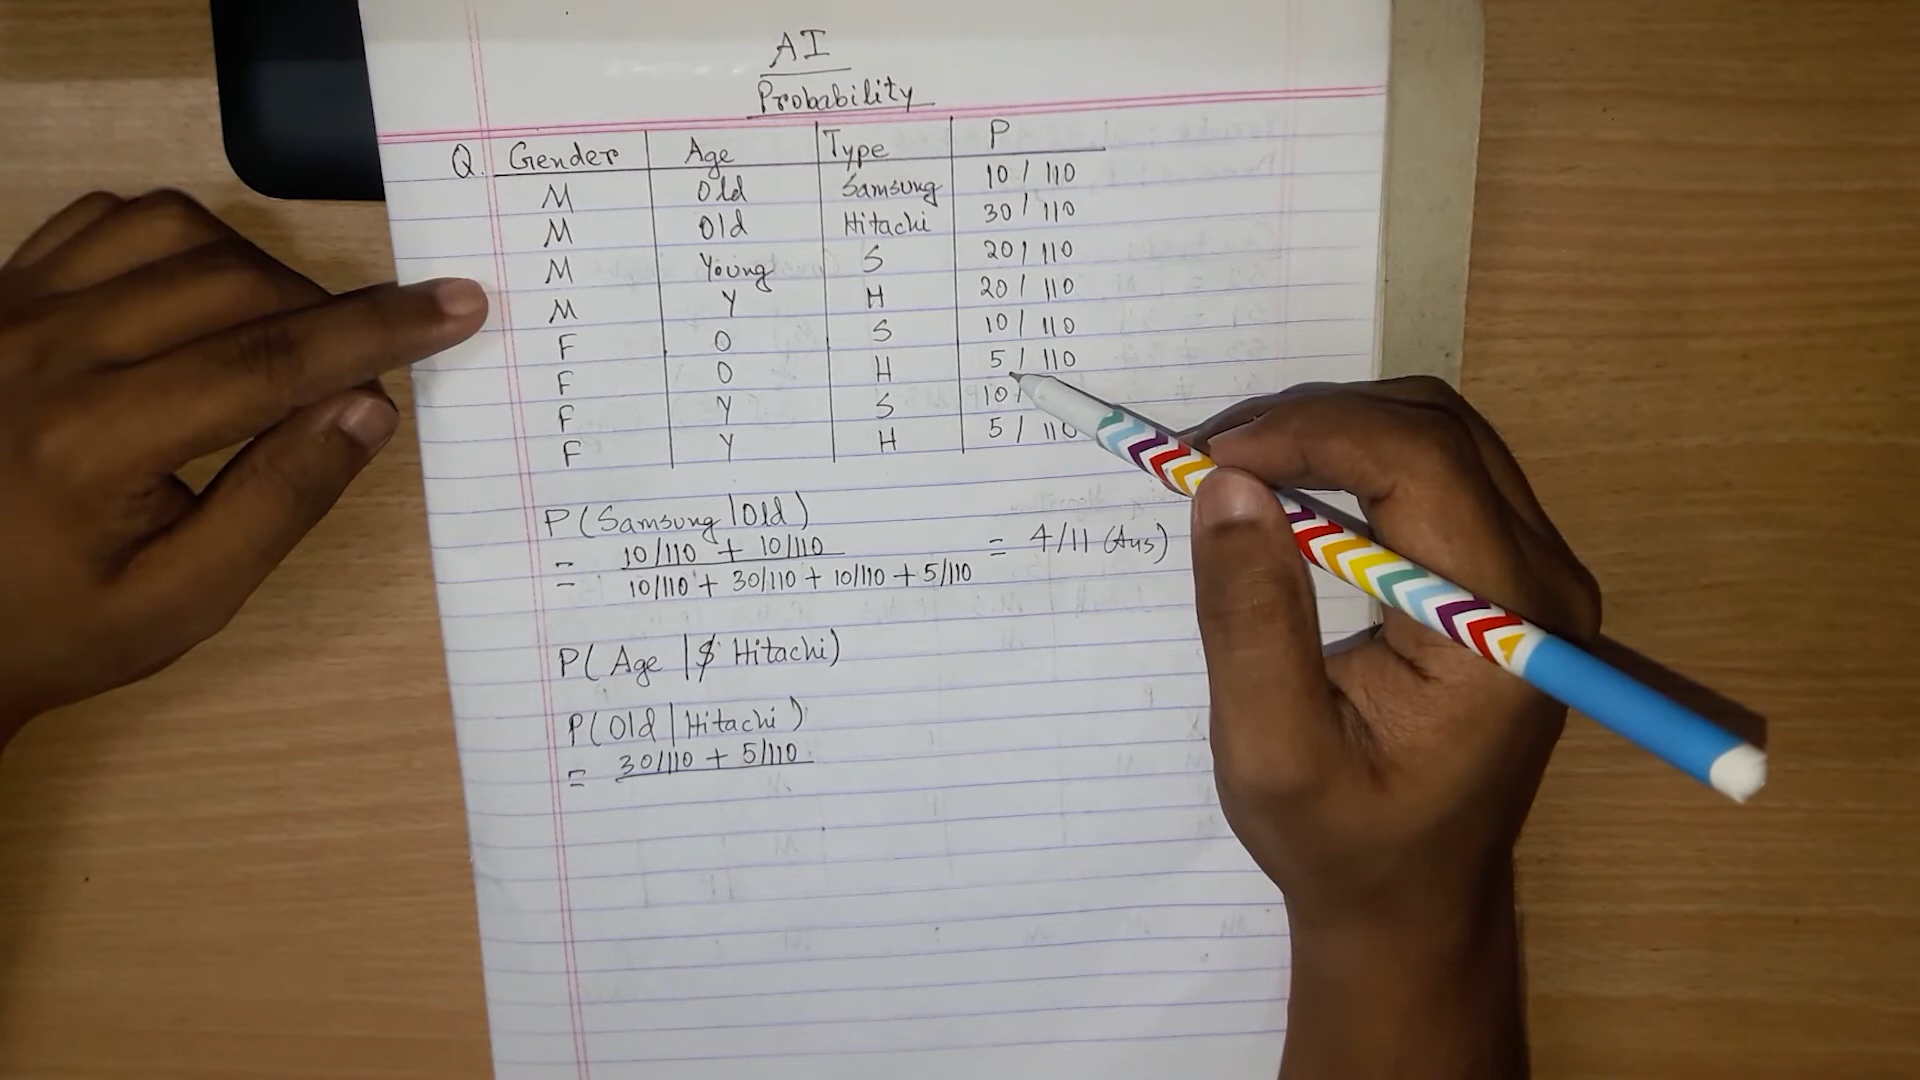 AI
Probability
Q. Gender Age Type P
M Old Samsung 10 / 110
M Old Hitachi 30 / 110
M Young S 20 / 110
M Y H 20 / 110
F O S 10 / 110
F O H 5 / 110
F Y S 10 /
F Y H 5 / 110
P(Samsung | Old)
= 10/110 + 10/110
10/110 + 30/110 + 10/110 + 5/110
= 4/11 (Ans)
P(Age | Hitachi)
P(Old | Hitachi)
= 30/110 + 5/110